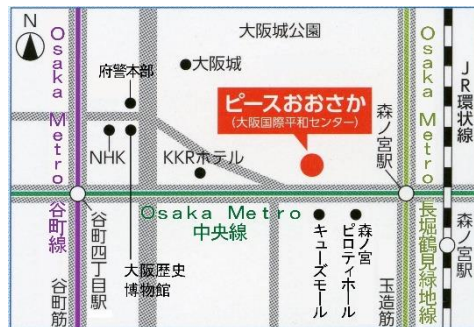 N
大阪城公園
大阪城
府警本部
ピースおおさか
(大阪国際平和センター)
NHK
KKRホテル
Osaka Metro
谷町線
Osaka Metro
中央線
Osaka Metro
長堀鶴見緑地線
JR環状線
森ノ宮駅
森ノ宮駅
谷町四丁目駅
谷町筋
大阪歴史
博物館
キューズモール
森ノ宮
ピロティホール
玉造筋